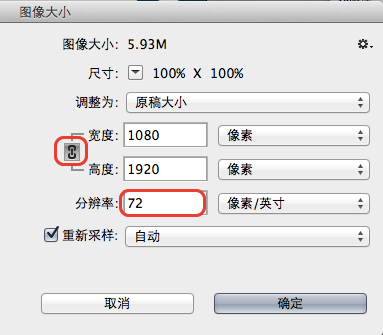 图像大小
图像大小: 5.93M
尺寸: 100% X 100%
调整为: 原稿大小
宽度: 1080 像素
高度: 1920 像素
分辨率: 72 像素/英寸
重新采样: 自动
取消 确定